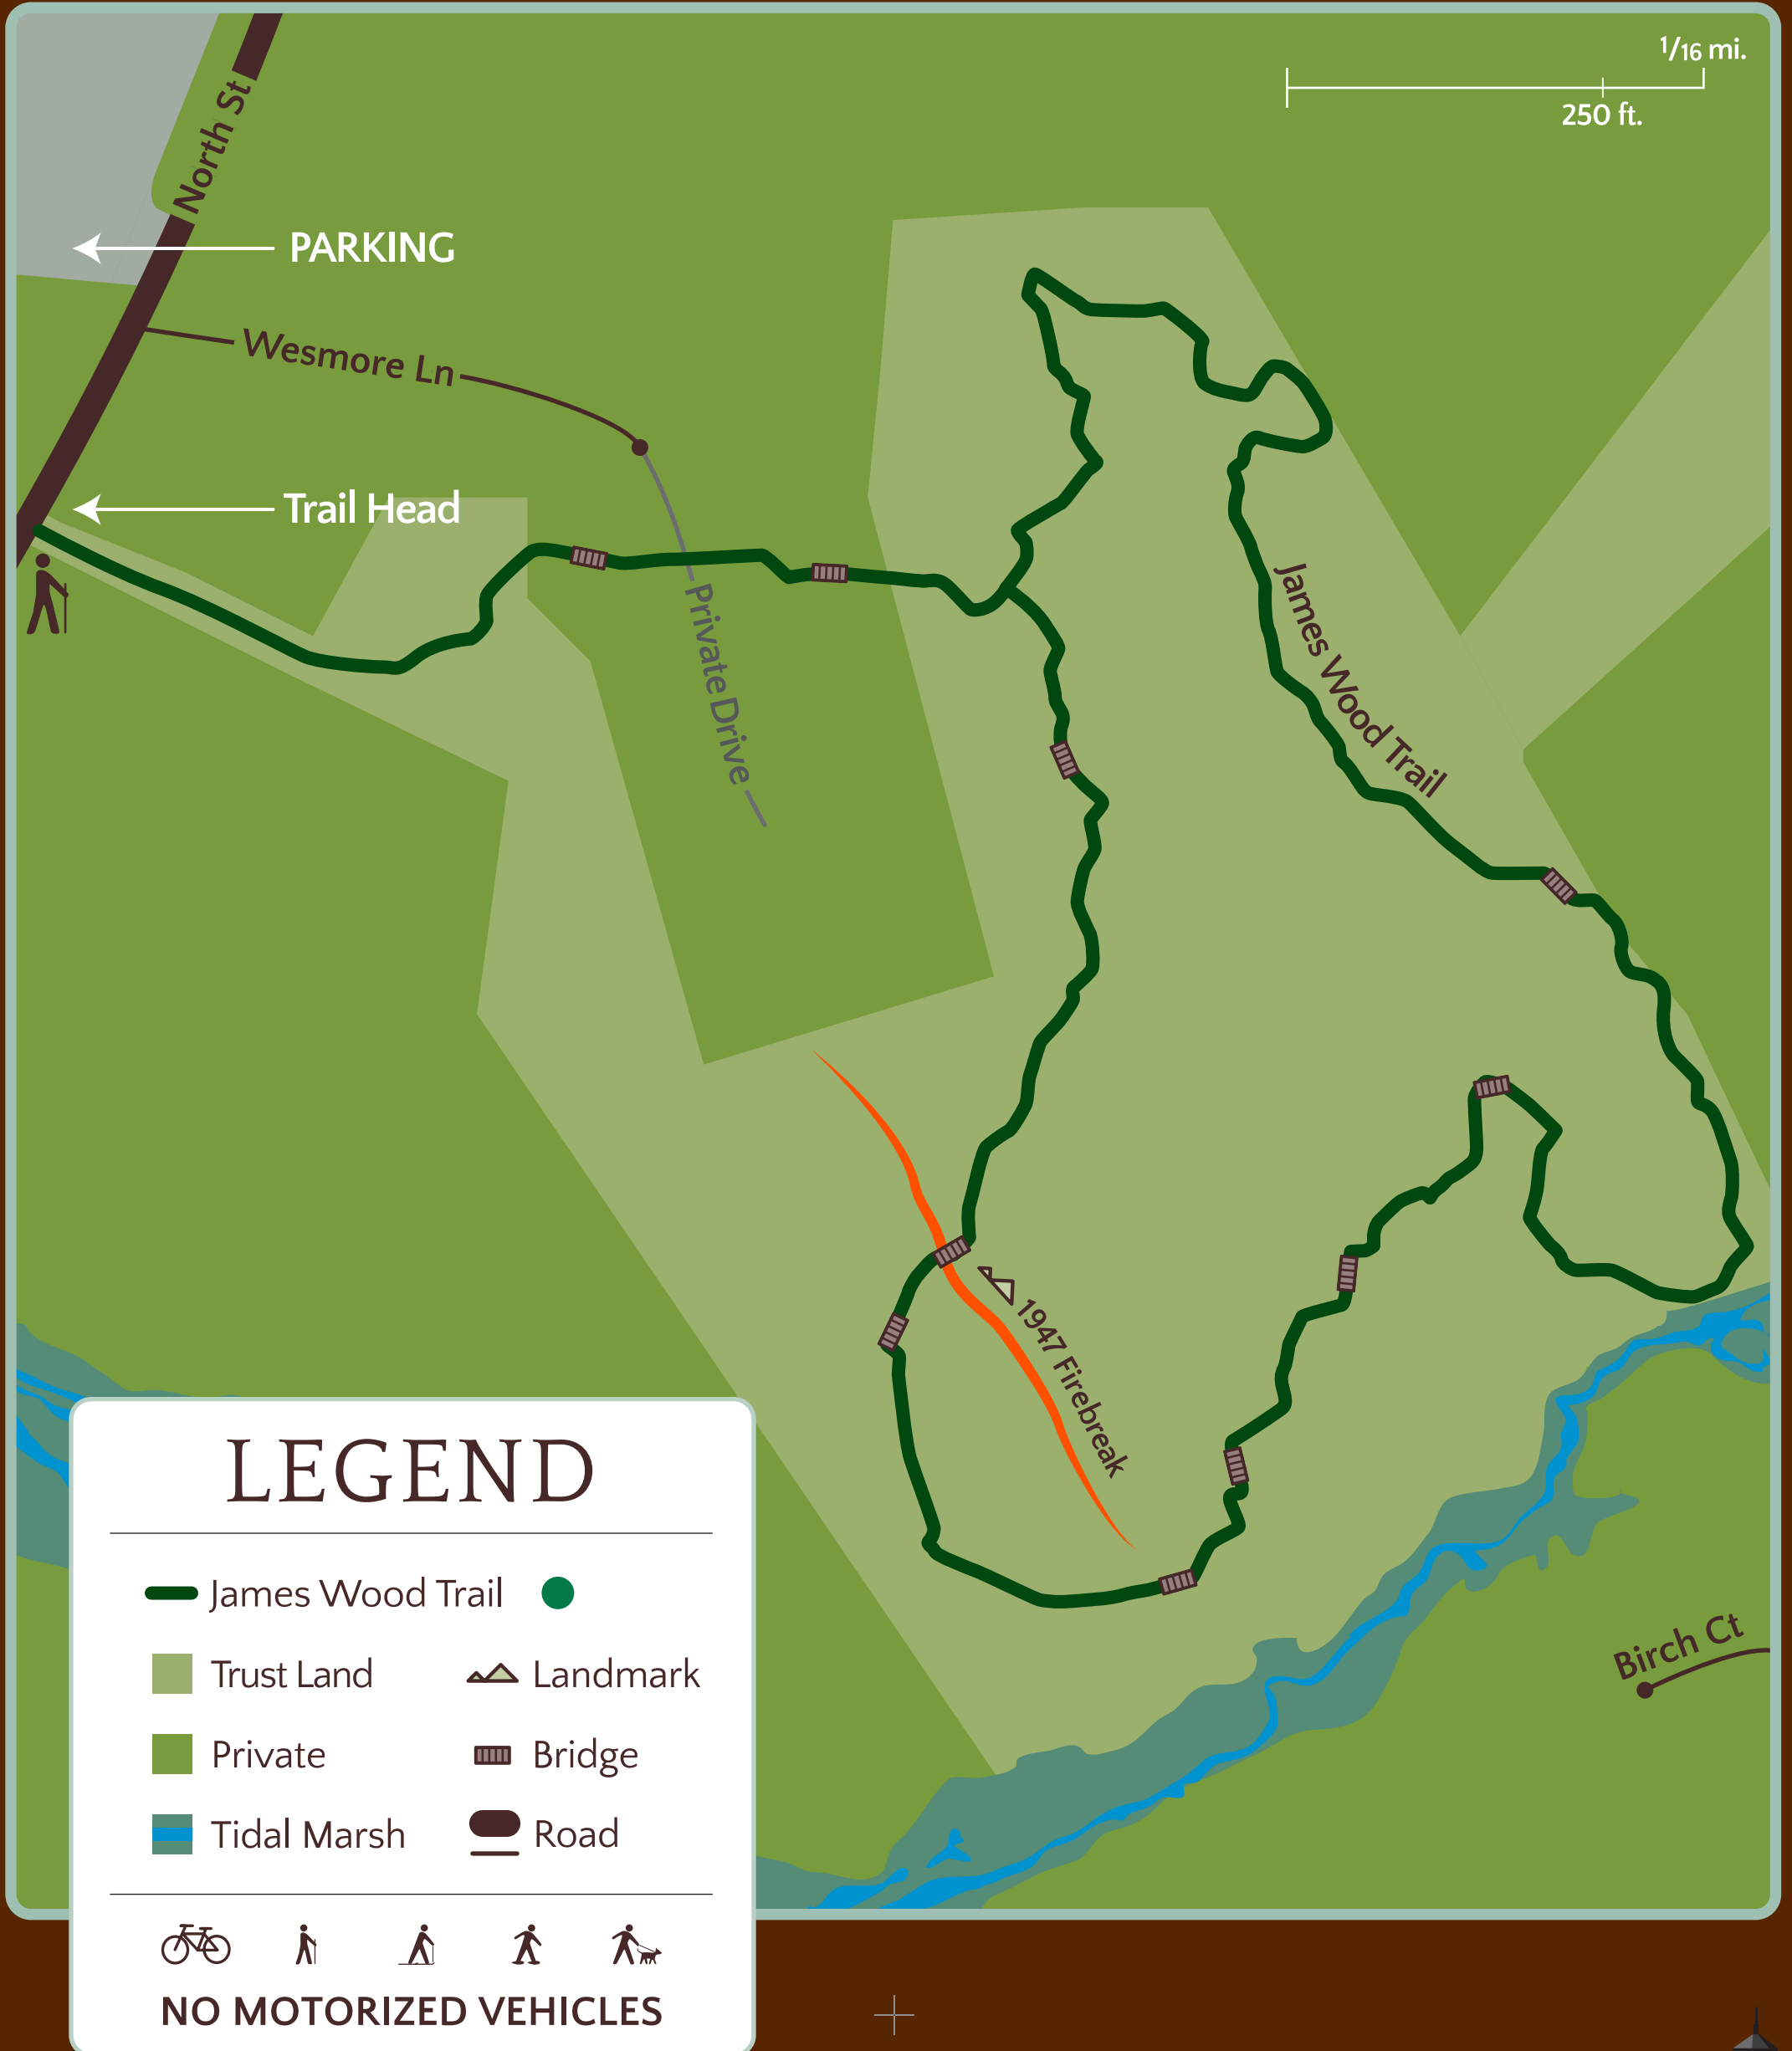 1/16 mi.
250 ft.
North St
PARKING
Wesmore Ln
Trail Head
Private Drive
James Wood Trail
1947 Firebreak
Birch Ct
LEGEND
James Wood Trail
Trust Land
Landmark
Private
Bridge
Tidal Marsh
Road
NO MOTORIZED VEHICLES